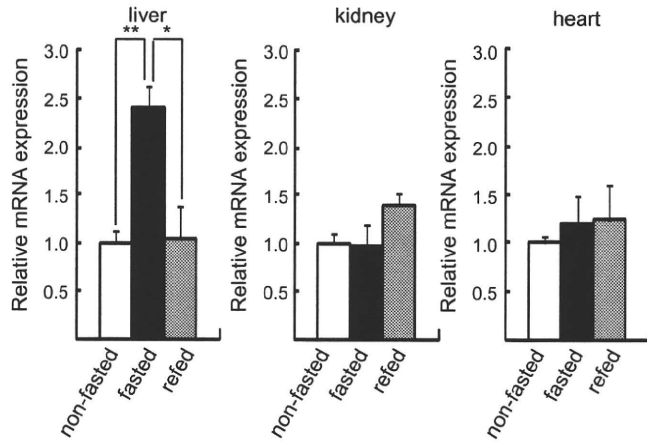 liver
kidney
heart
** *
Relative mRNA expression
3.0
2.5
2.0
1.5
1.0
0.5
non-fasted
fasted
refed
Relative mRNA expression
3.0
2.5
2.0
1.5
1.0
0.5
non-fasted
fasted
refed
Relative mRNA expression
3.0
2.5
2.0
1.5
1.0
0.5
non-fasted
fasted
refed